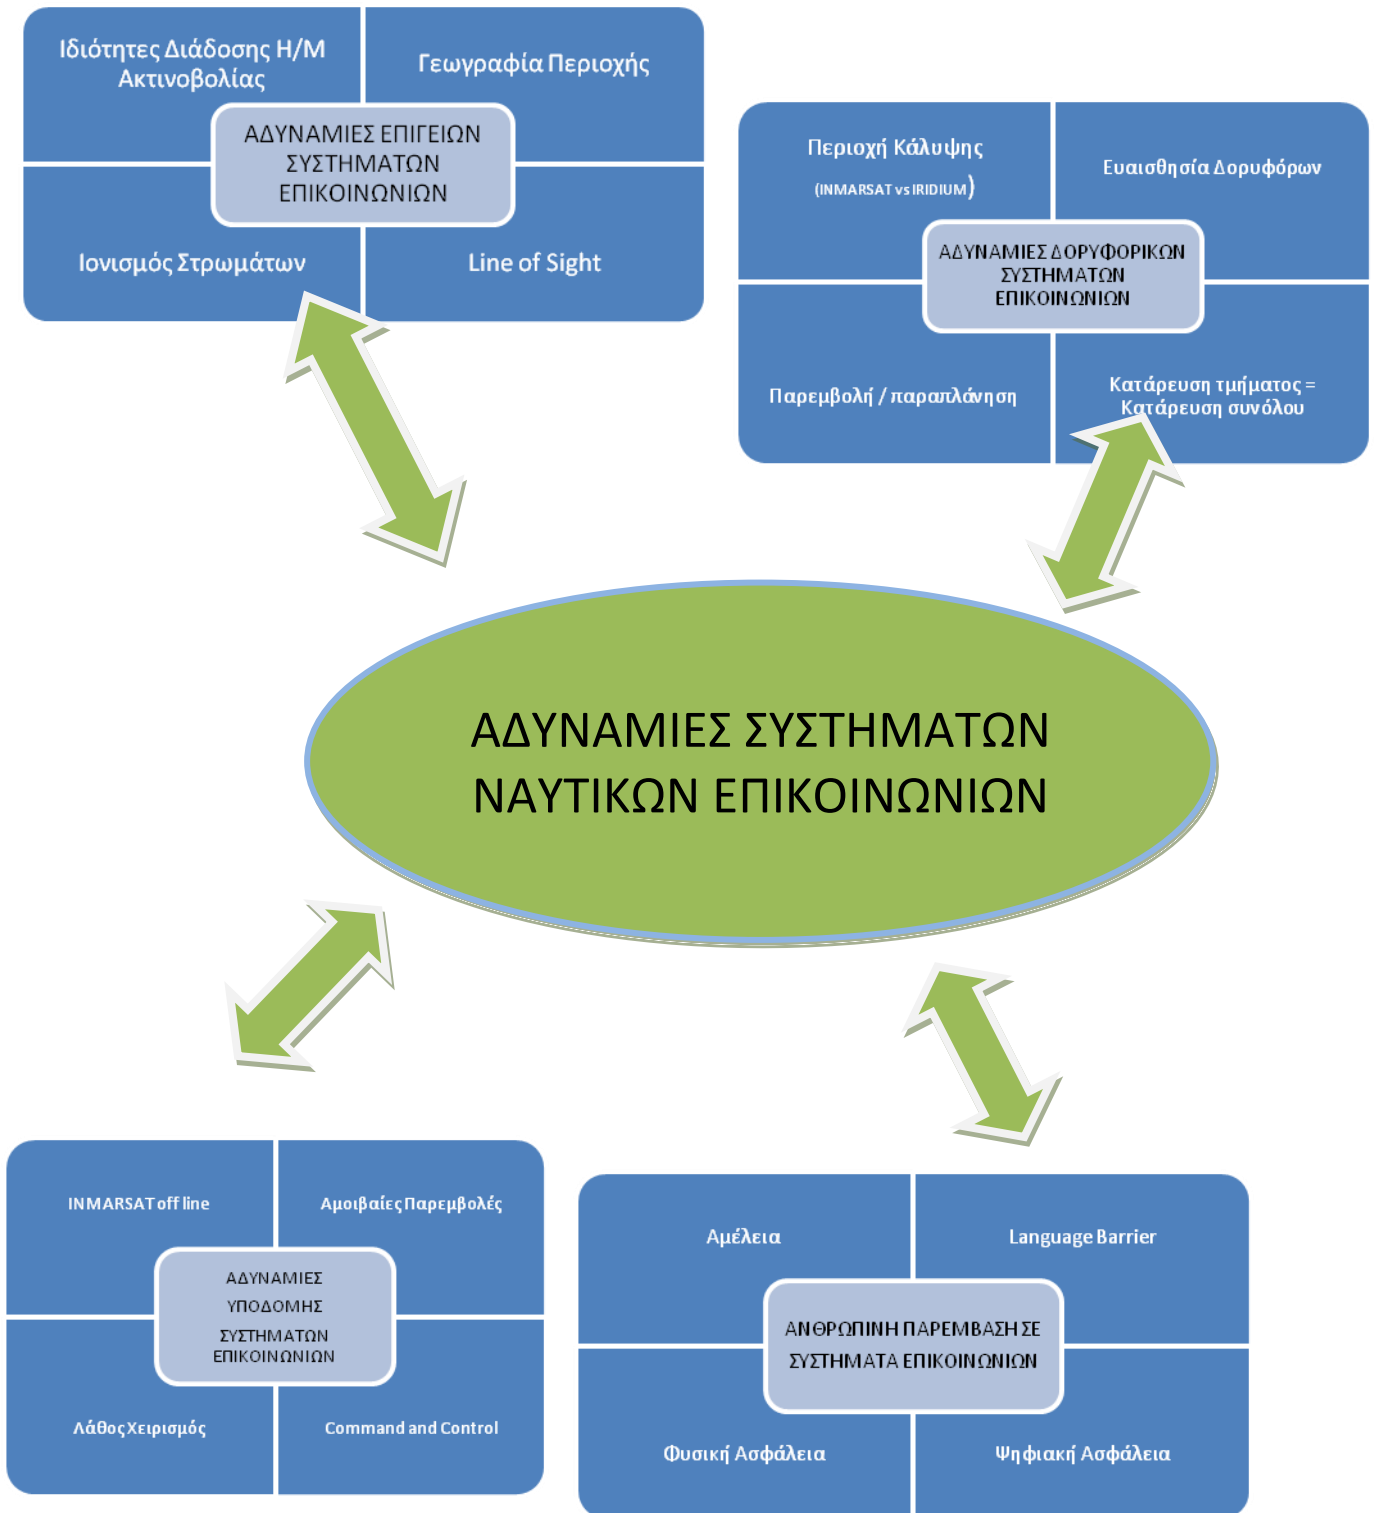 Ιδιότητες Διάδοσης Η/Μ
Ακτινοβολίας
Γεωγραφία Περιοχής
ΑΔΥΝΑΜΙΕΣ ΕΠΙΓΕΙΩΝ
ΣΥΣΤΗΜΑΤΩΝ
ΕΠΙΚΟΙΝΩΝΙΩΝ
Ιονισμός Στρωμάτων
Line of Sight
Περιοχή Κάλυψης
(INMARSAT vs IRIDIUM)
Ευαισθησία Δορυφόρων
ΑΔΥΝΑΜΙΕΣ ΔΟΡΥΦΟΡΙΚΩΝ
ΣΥΣΤΗΜΑΤΩΝ
ΕΠΙΚΟΙΝΩΝΙΩΝ
Παρεμβολή / παραπλάνηση
Κατάρευση τμήματος =
Κατάρευση συνόλου
ΑΔΥΝΑΜΙΕΣ ΣΥΣΤΗΜΑΤΩΝ
ΝΑΥΤΙΚΩΝ ΕΠΙΚΟΙΝΩΝΙΩΝ
INMARSAT off line
Αμοιβαίες Παρεμβολές
ΑΔΥΝΑΜΙΕΣ
ΥΠΟΔΟΜΗΣ
ΣΥΣΤΗΜΑΤΩΝ
ΕΠΙΚΟΙΝΩΝΙΩΝ
Λάθος Χειρισμός
Command and Control
Αμέλεια
Language Barrier
ΑΝΘΡΩΠΙΝΗ ΠΑΡΕΜΒΑΣΗ ΣΕ
ΣΥΣΤΗΜΑΤΑ ΕΠΙΚΟΙΝΩΝΙΩΝ
Φυσική Ασφάλεια
Ψηφιακή Ασφάλεια